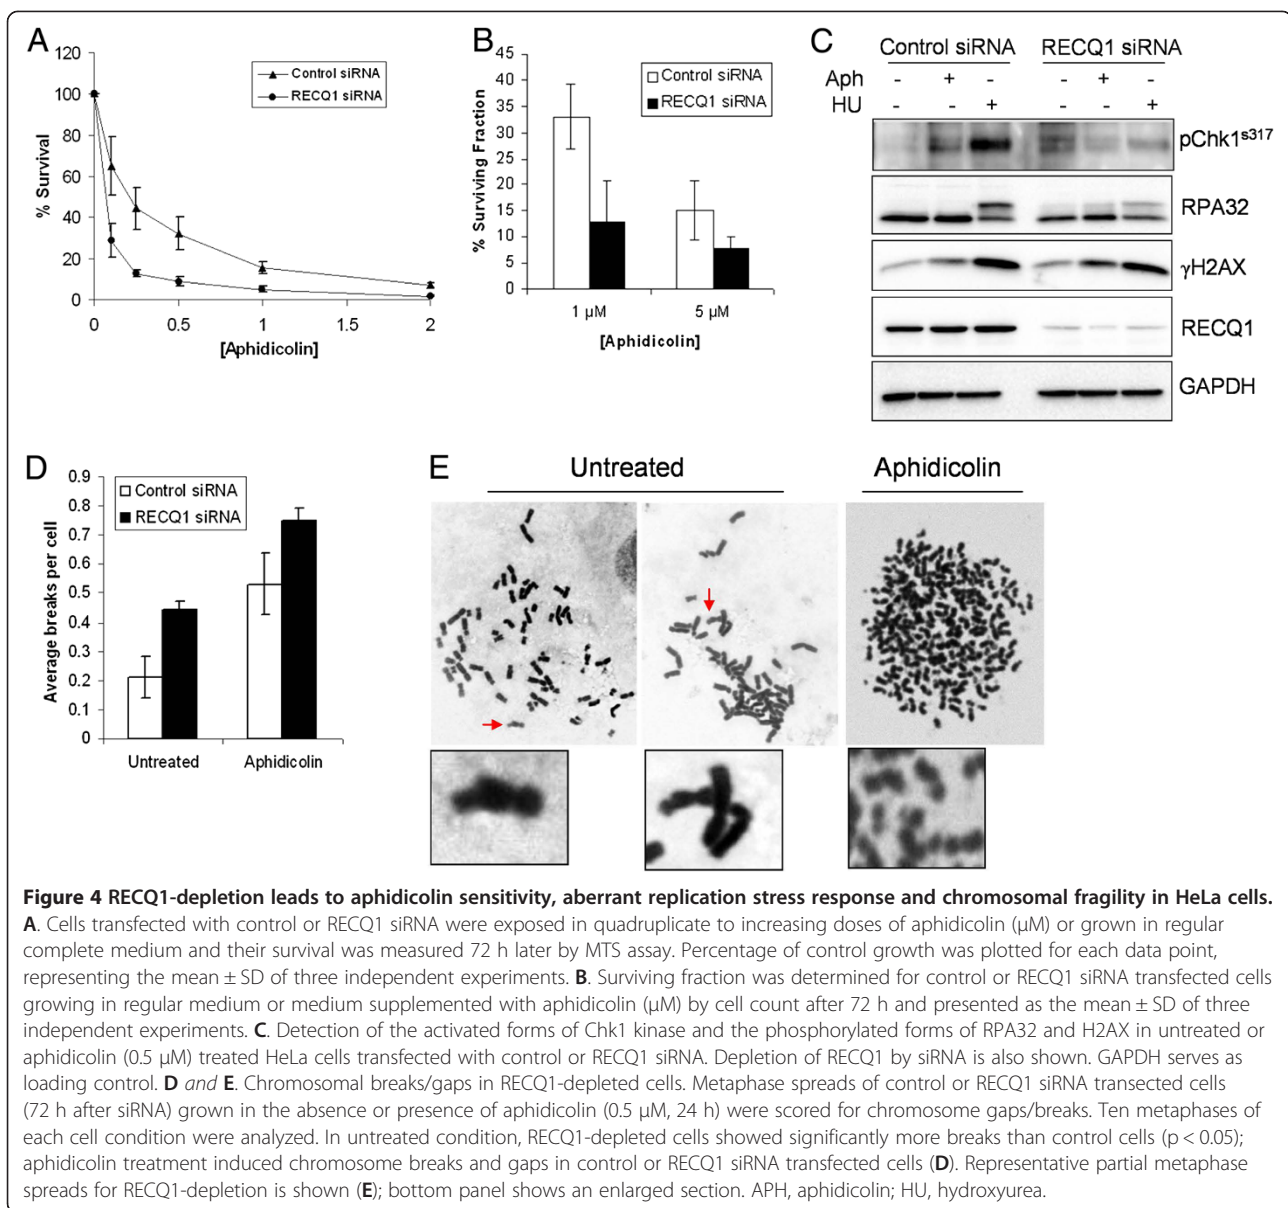 A
120
100
80
60
40
20
0
% Survival
Control siRNA
RECQ1 siRNA
0 0.5 1 1.5 2
[Aphidicolin]
B
45
40
35
30
25
20
15
10
5
0
% Surviving Fraction
Control siRNA
RECQ1 siRNA
1 µM 5 µM
[Aphidicolin]
C
Control siRNA RECQ1 siRNA
Aph - + - - + -
HU - - + - - +
pChk1s317
RPA32
γH2AX
RECQ1
GAPDH
D
0.9
0.8
0.7
0.6
0.5
0.4
0.3
0.2
0.1
0
Average breaks per cell
Control siRNA
RECQ1 siRNA
Untreated Aphidicolin
E
Untreated Aphidicolin
Figure 4 RECQ1-depletion leads to aphidicolin sensitivity, aberrant replication stress response and chromosomal fragility in HeLa cells.
A. Cells transfected with control or RECQ1 siRNA were exposed in quadruplicate to increasing doses of aphidicolin (µM) or grown in regular
complete medium and their survival was measured 72 h later by MTS assay. Percentage of control growth was plotted for each data point,
representing the mean ± SD of three independent experiments. B. Surviving fraction was determined for control or RECQ1 siRNA transfected cells
growing in regular medium or medium supplemented with aphidicolin (µM) by cell count after 72 h and presented as the mean ± SD of three
independent experiments. C. Detection of the activated forms of Chk1 kinase and the phosphorylated forms of RPA32 and H2AX in untreated or
aphidicolin (0.5 µM) treated HeLa cells transfected with control or RECQ1 siRNA. Depletion of RECQ1 by siRNA is also shown. GAPDH serves as
loading control. D and E. Chromosomal breaks/gaps in RECQ1-depleted cells. Metaphase spreads of control or RECQ1 siRNA transected cells
(72 h after siRNA) grown in the absence or presence of aphidicolin (0.5 µM, 24 h) were scored for chromosome gaps/breaks. Ten metaphases of
each cell condition were analyzed. In untreated condition, RECQ1-depleted cells showed significantly more breaks than control cells (p < 0.05);
aphidicolin treatment induced chromosome breaks and gaps in control or RECQ1 siRNA transfected cells (D). Representative partial metaphase
spreads for RECQ1-depletion is shown (E); bottom panel shows an enlarged section. APH, aphidicolin; HU, hydroxyurea.